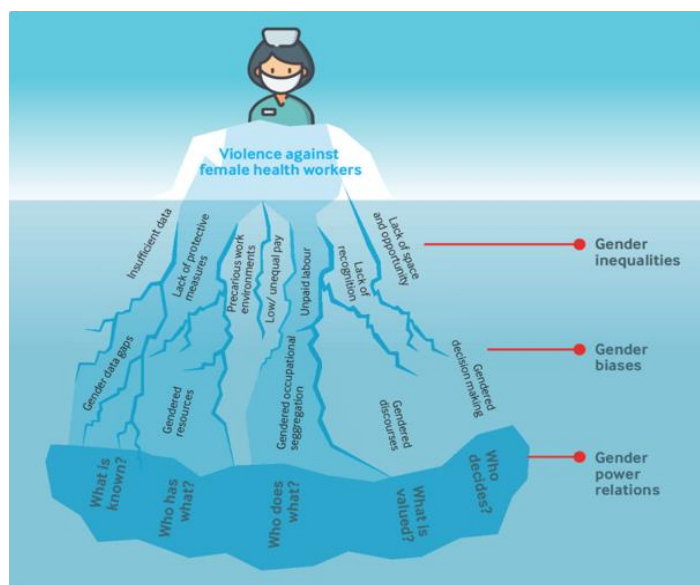 Violence against
female health workers
Insufficient data
Lack of protective
measures
Precarious work
environments
Low/ unequal pay
Unpaid labour
Lack of
recognition
Lack of space
and opportunity
Gender
inequalities
Gender data gaps
Gendered
resources
Gendered occupational
seggregation
Gendered
discourses
Gendered
decision making
Gender
biases
What is
known?
Who has
what?
Who does
what?
What is
valued?
Who
decides?
Gender
power
relations